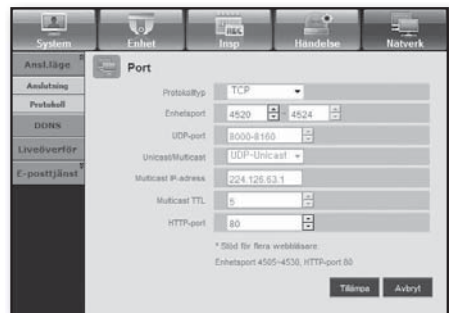 System Enhet Insp Händelse Nätverk
Ansl.läge
Anslutning
Protokoll
DDNS
Liveöverför
E-posttjänst
Port
Protokolltyp TCP
Enhetsport 4520 ~ 4524
UDP-port 8000-8160
Unicast/Multicast UDP-Unicast
Multicast IP-adress 224.126.63.1
Multicast TTL 5
HTTP-port 80
* Stöd för flera webbläsare:
Enhetsport 4505~4530, HTTP-port 80
Tillämpa Avbryt